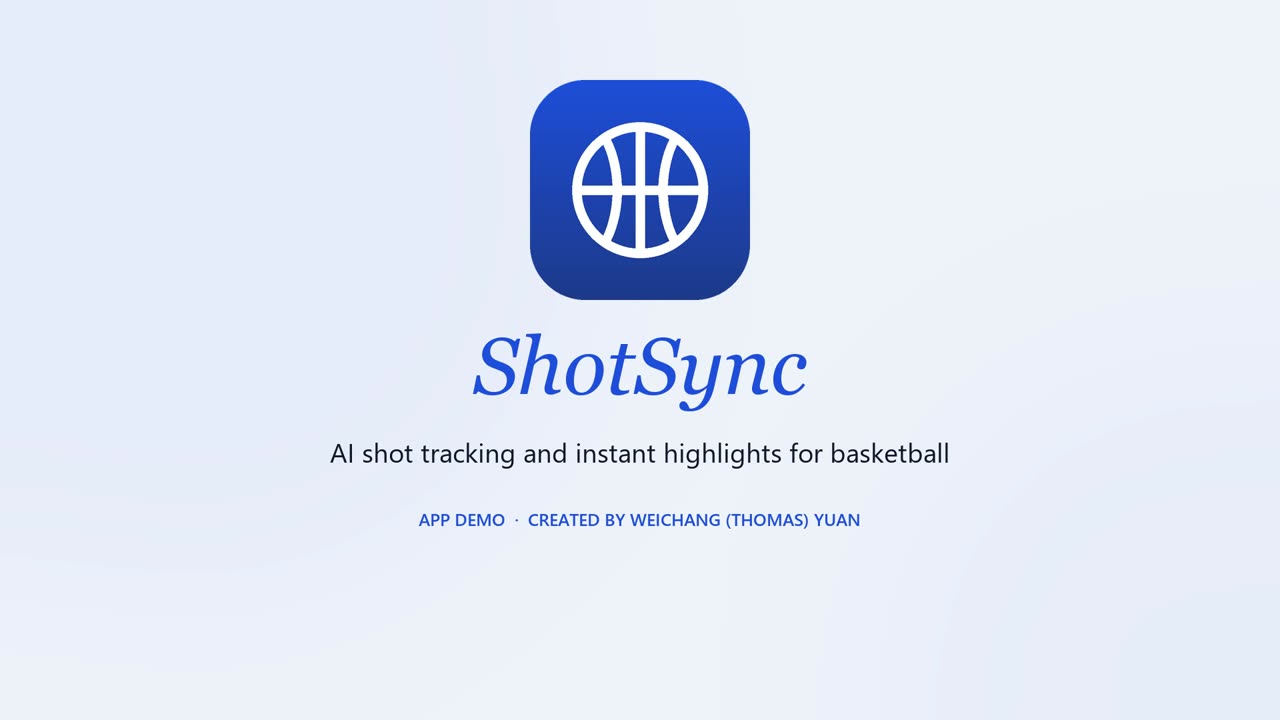 ShotSync
AI shot tracking and instant highlights for basketball
APP DEMO · CREATED BY WEICHANG (THOMAS) YUAN